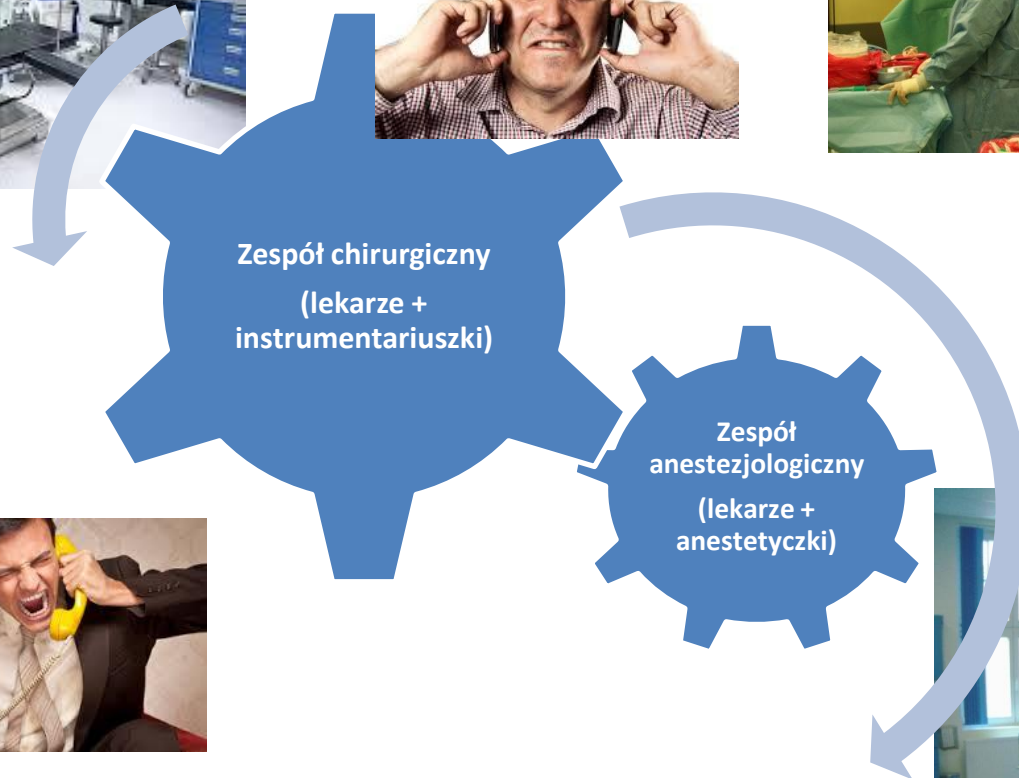 Zespół chirurgiczny
(lekarze +
instrumentariuszki)
Zespół
anestezjologiczny
(lekarze +
anestetyczki)